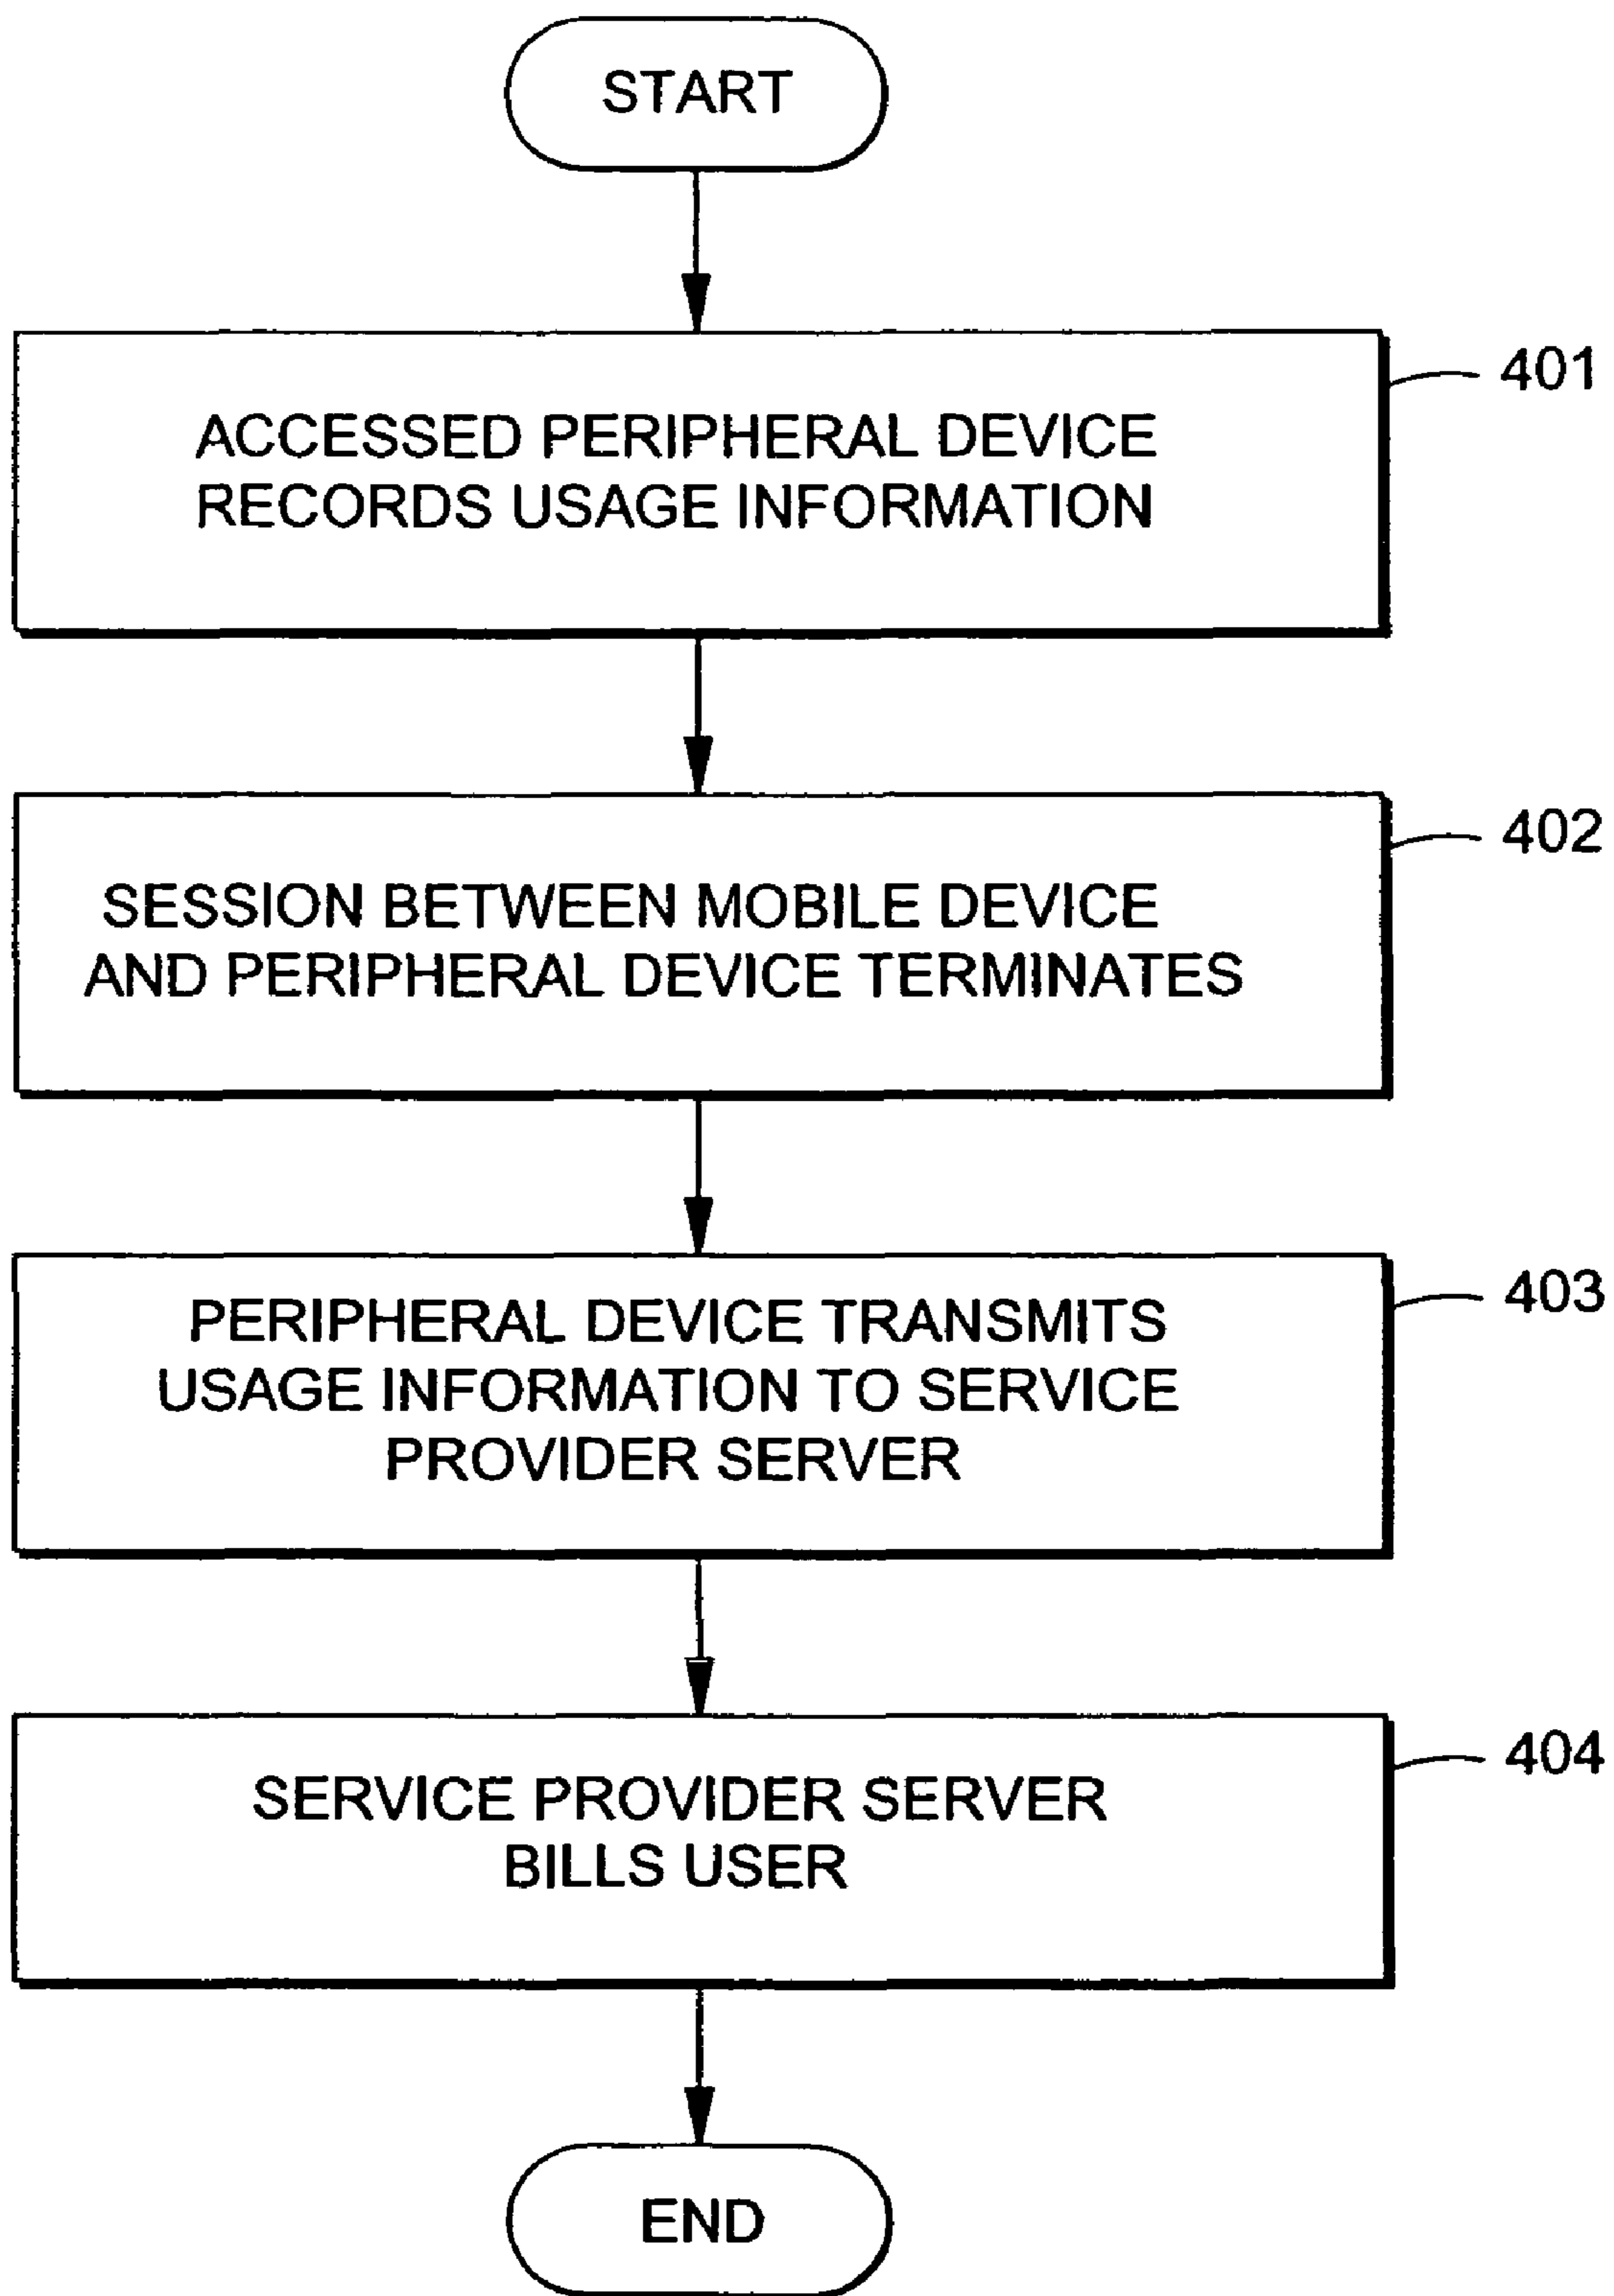 START
401
ACCESSED PERIPHERAL DEVICE
RECORDS USAGE INFORMATION
402
SESSION BETWEEN MOBILE DEVICE
AND PERIPHERAL DEVICE TERMINATES
403
PERIPHERAL DEVICE TRANSMITS
USAGE INFORMATION TO SERVICE
PROVIDER SERVER
404
SERVICE PROVIDER SERVER
BILLS USER
END